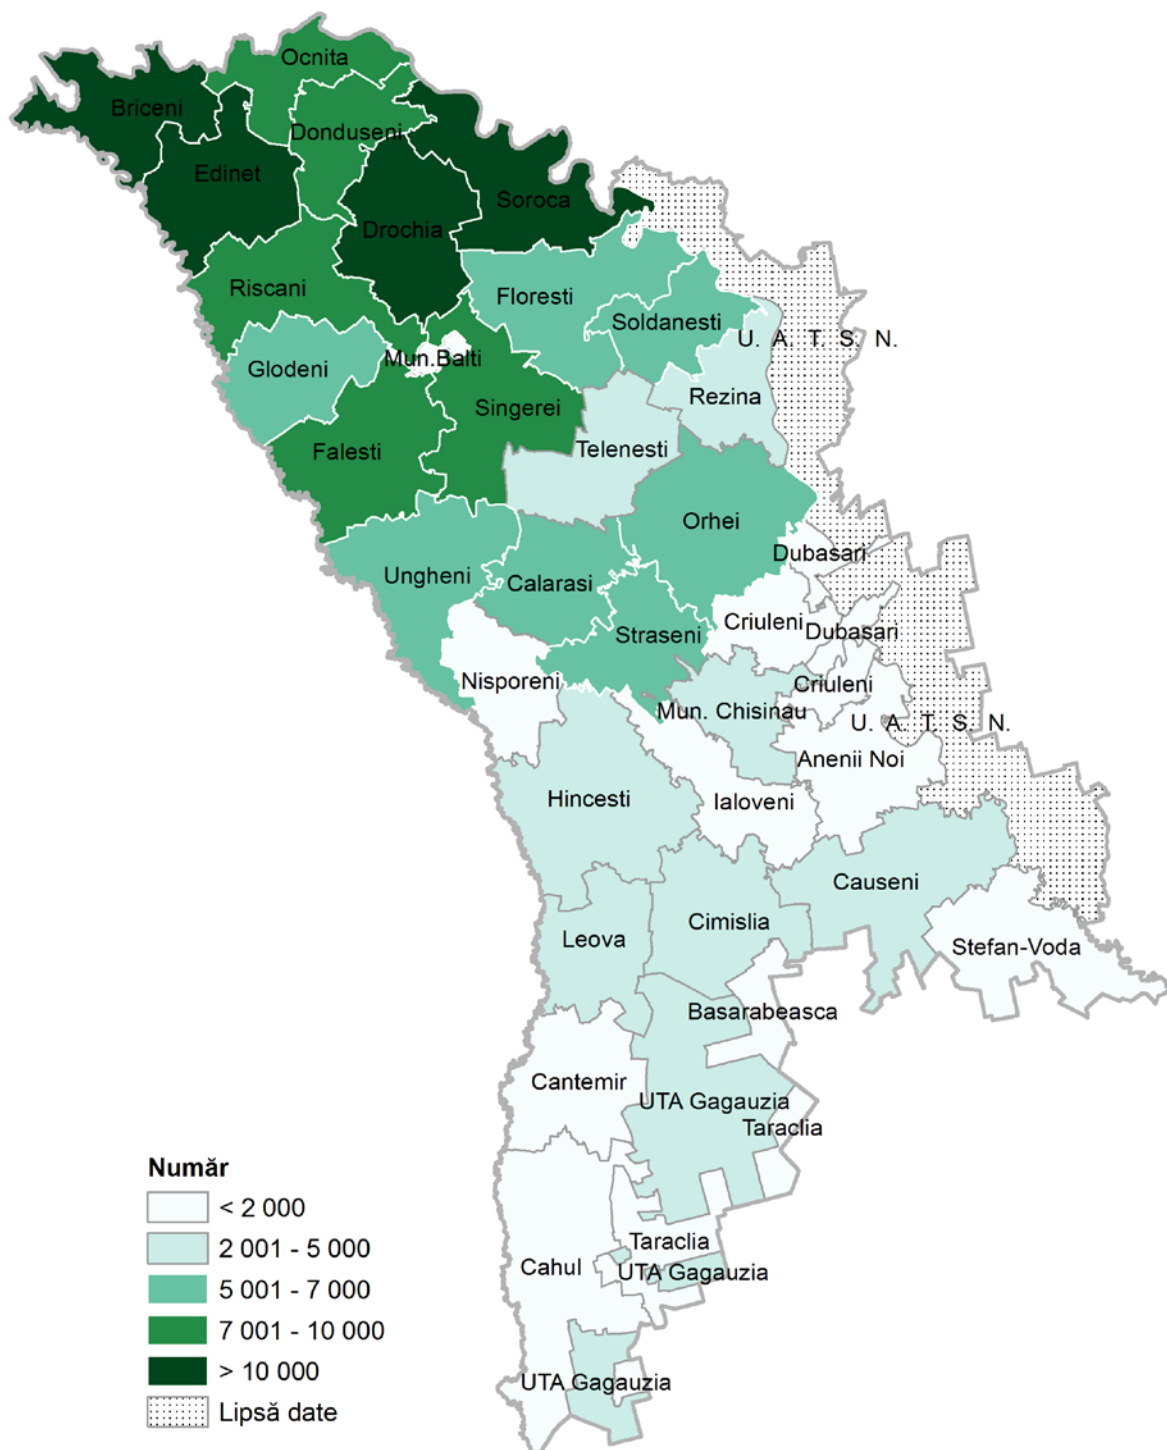 Ocnita
Briceni
Donduseni
Edinet
Soroca
Drochia
Riscani
Floresti
Soldanesti
U. A. T. S. N.
Mun.Balti
Glodeni
Rezina
Singerei
Telenesti
Falesti
Orhei
Dubasari
Ungheni
Calarasi
Criuleni
Dubasari
Straseni
Nisporeni
Criuleni
Mun. Chisinau
U. A. T. S. N.
Anenii Noi
Hincesti
Ialoveni
Causeni
Cimislia
Leova
Stefan-Voda
Basarabeasca
Cantemir
UTA Gagauzia
Taraclia
Taraclia
Cahul
UTA Gagauzia
UTA Gagauzia
Număr
< 2 000
2 001 - 5 000
5 001 - 7 000
7 001 - 10 000
> 10 000
Lipsă date